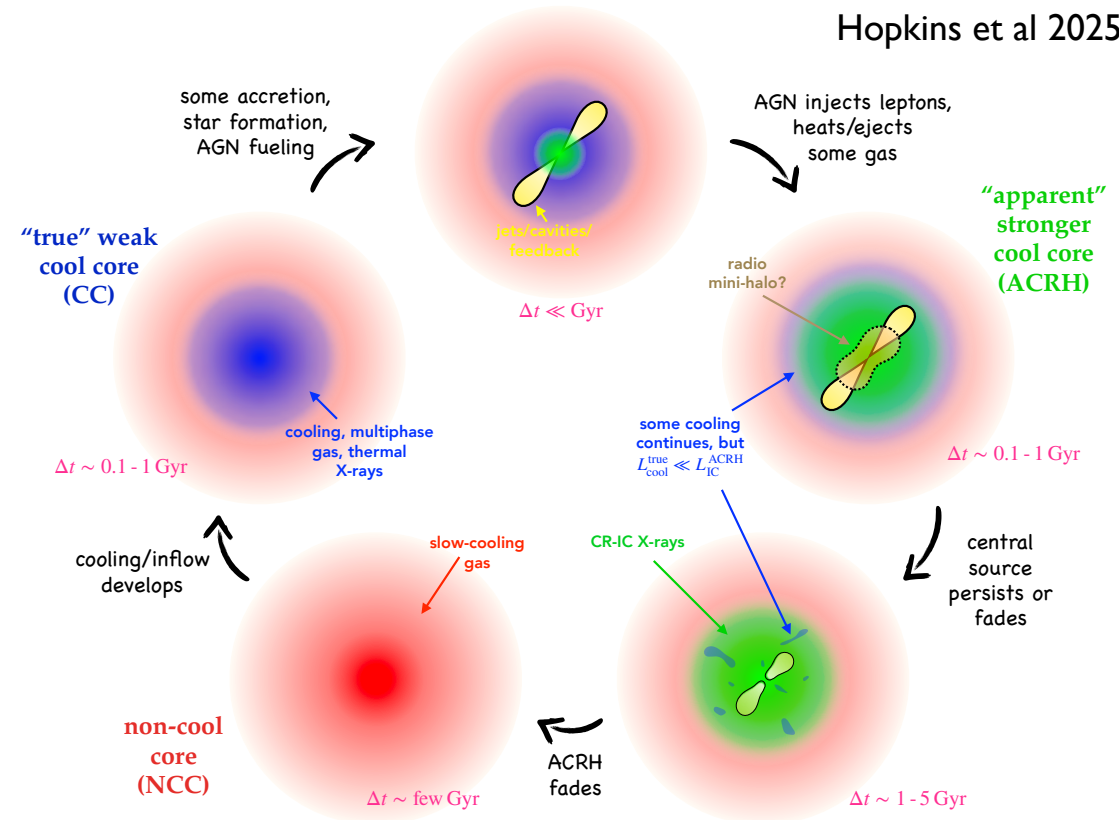 Hopkins et al 2025
some accretion,
star formation,
AGN fueling
AGN injects leptons,
heats/ejects
some gas
jets/cavities/
feedback
Δt ≪ Gyr
“true” weak
cool core
(CC)
cooling, multiphase
gas, thermal
X-rays
Δt ∼ 0.1 - 1 Gyr
“apparent”
stronger
cool core
(ACRH)
radio
mini-halo?
some cooling
continues, but
L_cool^true ≪ L_IC^ACRH
Δt ∼ 0.1 - 1 Gyr
cooling/inflow
develops
slow-cooling
gas
CR-IC X-rays
central
source
persists or
fades
non-cool
core
(NCC)
Δt ∼ few Gyr
ACRH
fades
Δt ∼ 1 - 5 Gyr